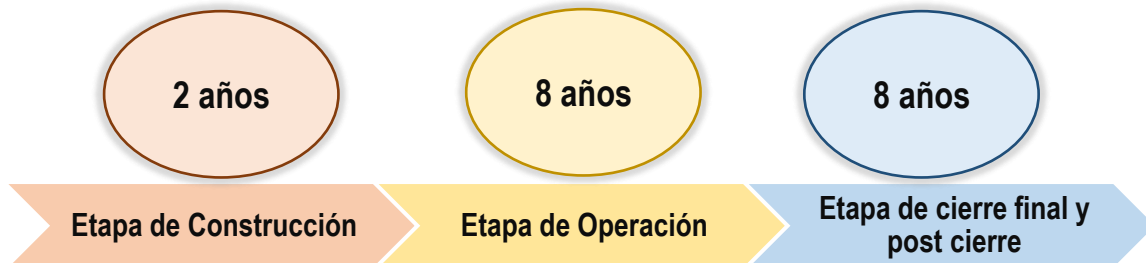 2 años
8 años
8 años
Etapa de Construcción
Etapa de Operación
Etapa de cierre final y
post cierre